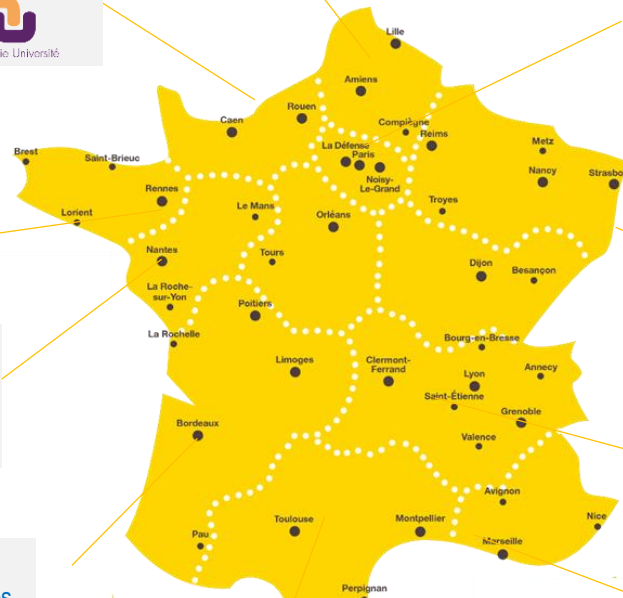 ie Université
Lille
Amiens
Rouen
Caen
Compiègne
Reims
La Défense
Paris
Noisy-
Le-Grand
Metz
Nancy
Strasbo
Brest
Saint-Brieuc
Rennes
Lorient
Le Mans
Orléans
Troyes
Nantes
Tours
Dijon
Besançon
La Roche-
sur-Yon
Poitiers
La Rochelle
Bourg-en-Bresse
Limoges
Clermont-
Ferrand
Lyon
Annecy
Saint-Étienne
Grenoble
Bordeaux
Valence
Avignon
Pau
Toulouse
Montpellier
Nice
Marseille
Perpignan
s